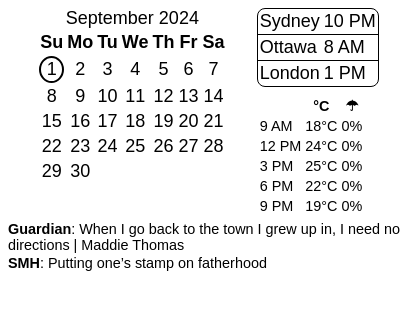 September 2024
Su Mo Tu We Th Fr Sa
1 2 3 4 5 6 7
8 9 10 11 12 13 14
15 16 17 18 19 20 21
22 23 24 25 26 27 28
29 30
Sydney 10 PM
Ottawa 8 AM
London 1 PM
°C ☂
9 AM 18°C 0%
12 PM 24°C 0%
3 PM 25°C 0%
6 PM 22°C 0%
9 PM 19°C 0%
Guardian: When I go back to the town I grew up in, I need no
directions | Maddie Thomas
SMH: Putting one’s stamp on fatherhood